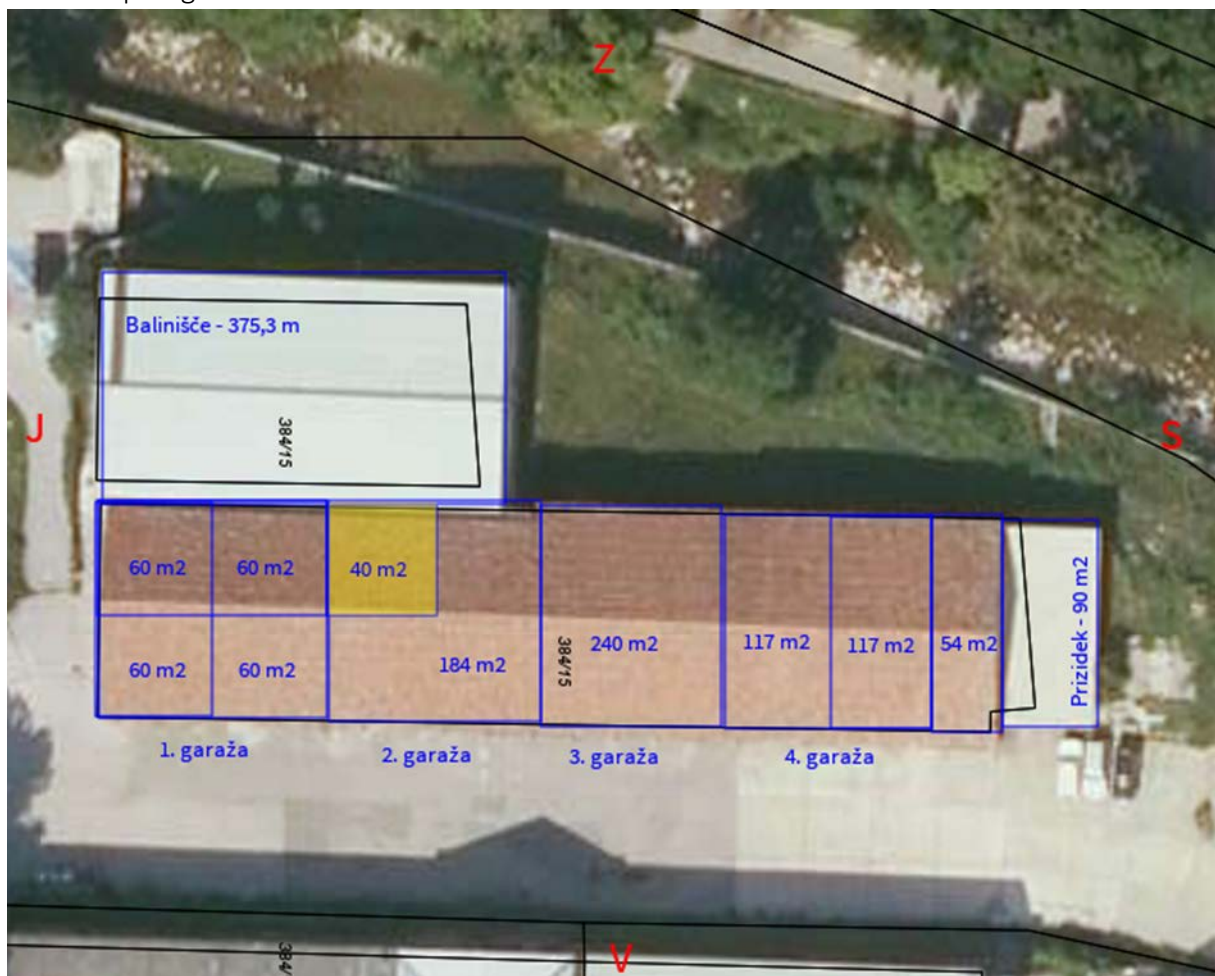 Z
Balinišče - 375,3 m
J
384/15
S
60 m2
60 m2
40 m2
60 m2
60 m2
184 m2
384/15
240 m2
117 m2
117 m2
54 m2
Prizidek - 90 m2
1. garaža
2. garaža
3. garaža
4. garaža
384/
V